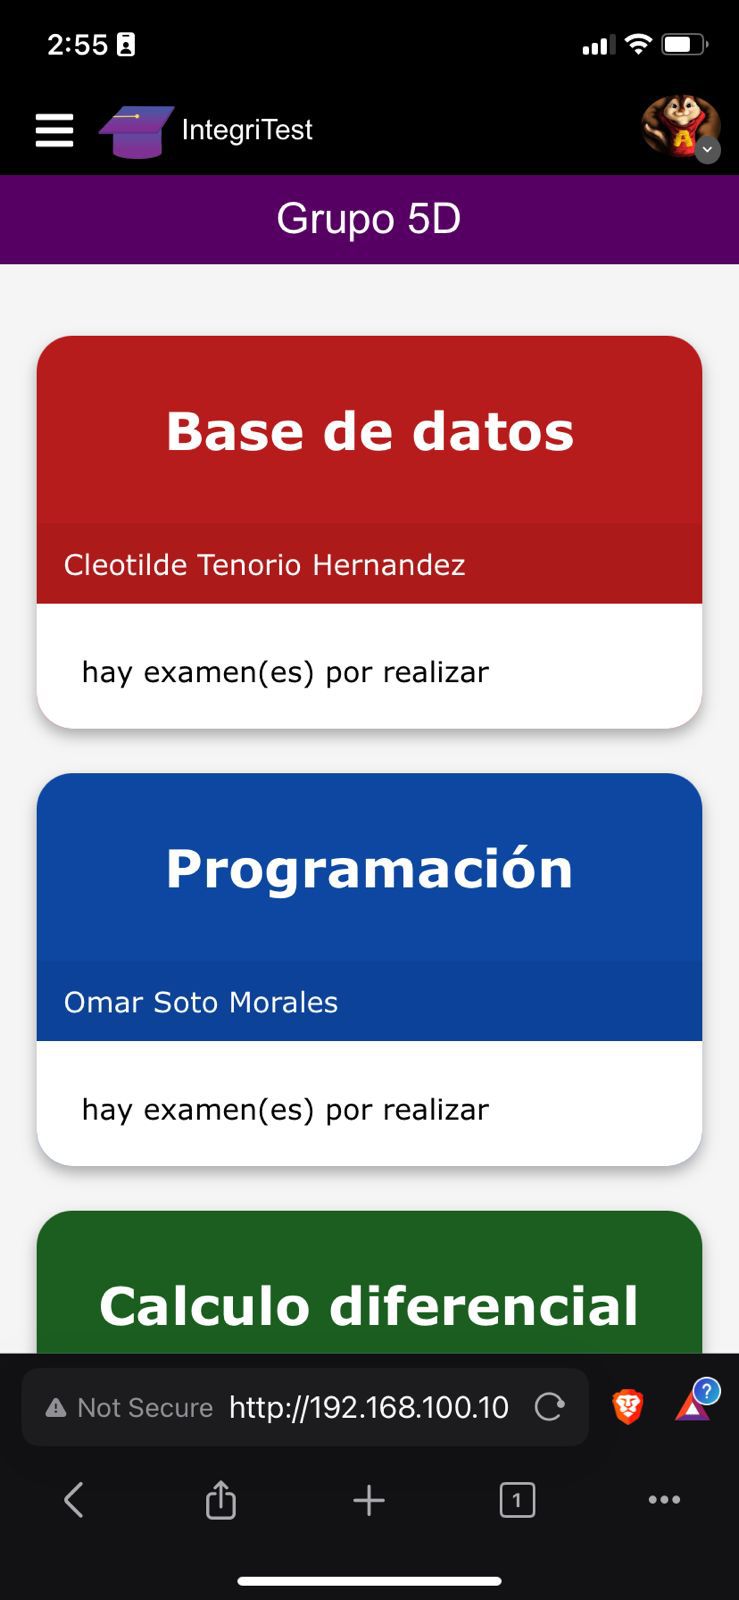 2:55
IntegriTest
A
Grupo 5D
Base de datos
Cleotilde Tenorio Hernandez
hay examen(es) por realizar
Programación
Omar Soto Morales
hay examen(es) por realizar
Calculo diferencial
Not Secure http://192.168.100.10
?
1